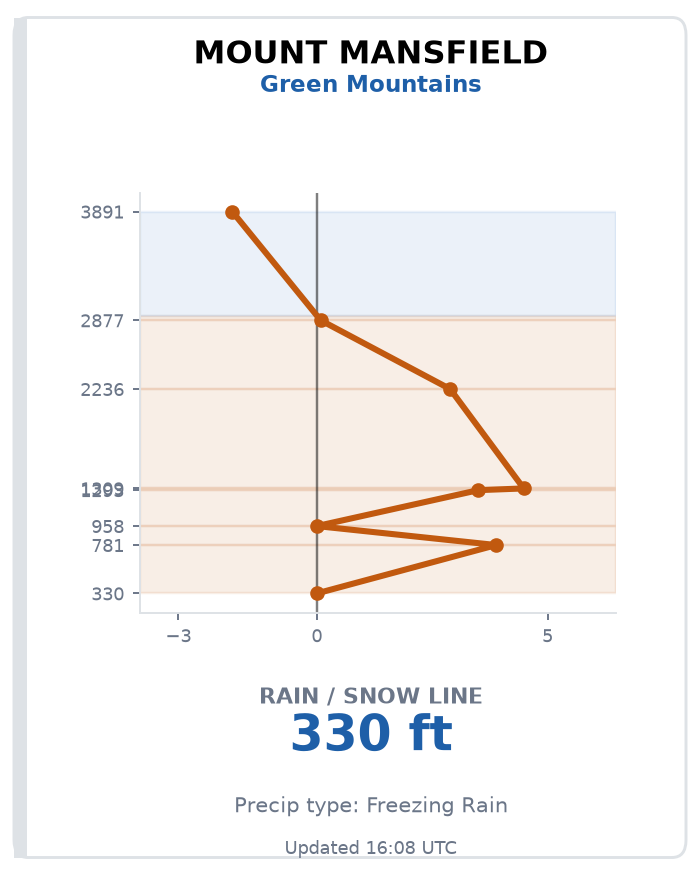 MOUNT MANSFIELD
Green Mountains
3891
2877
2236
958
781
330
−3 0 5
RAIN / SNOW LINE
330 ft
Precip type: Freezing Rain
Updated 16:08 UTC